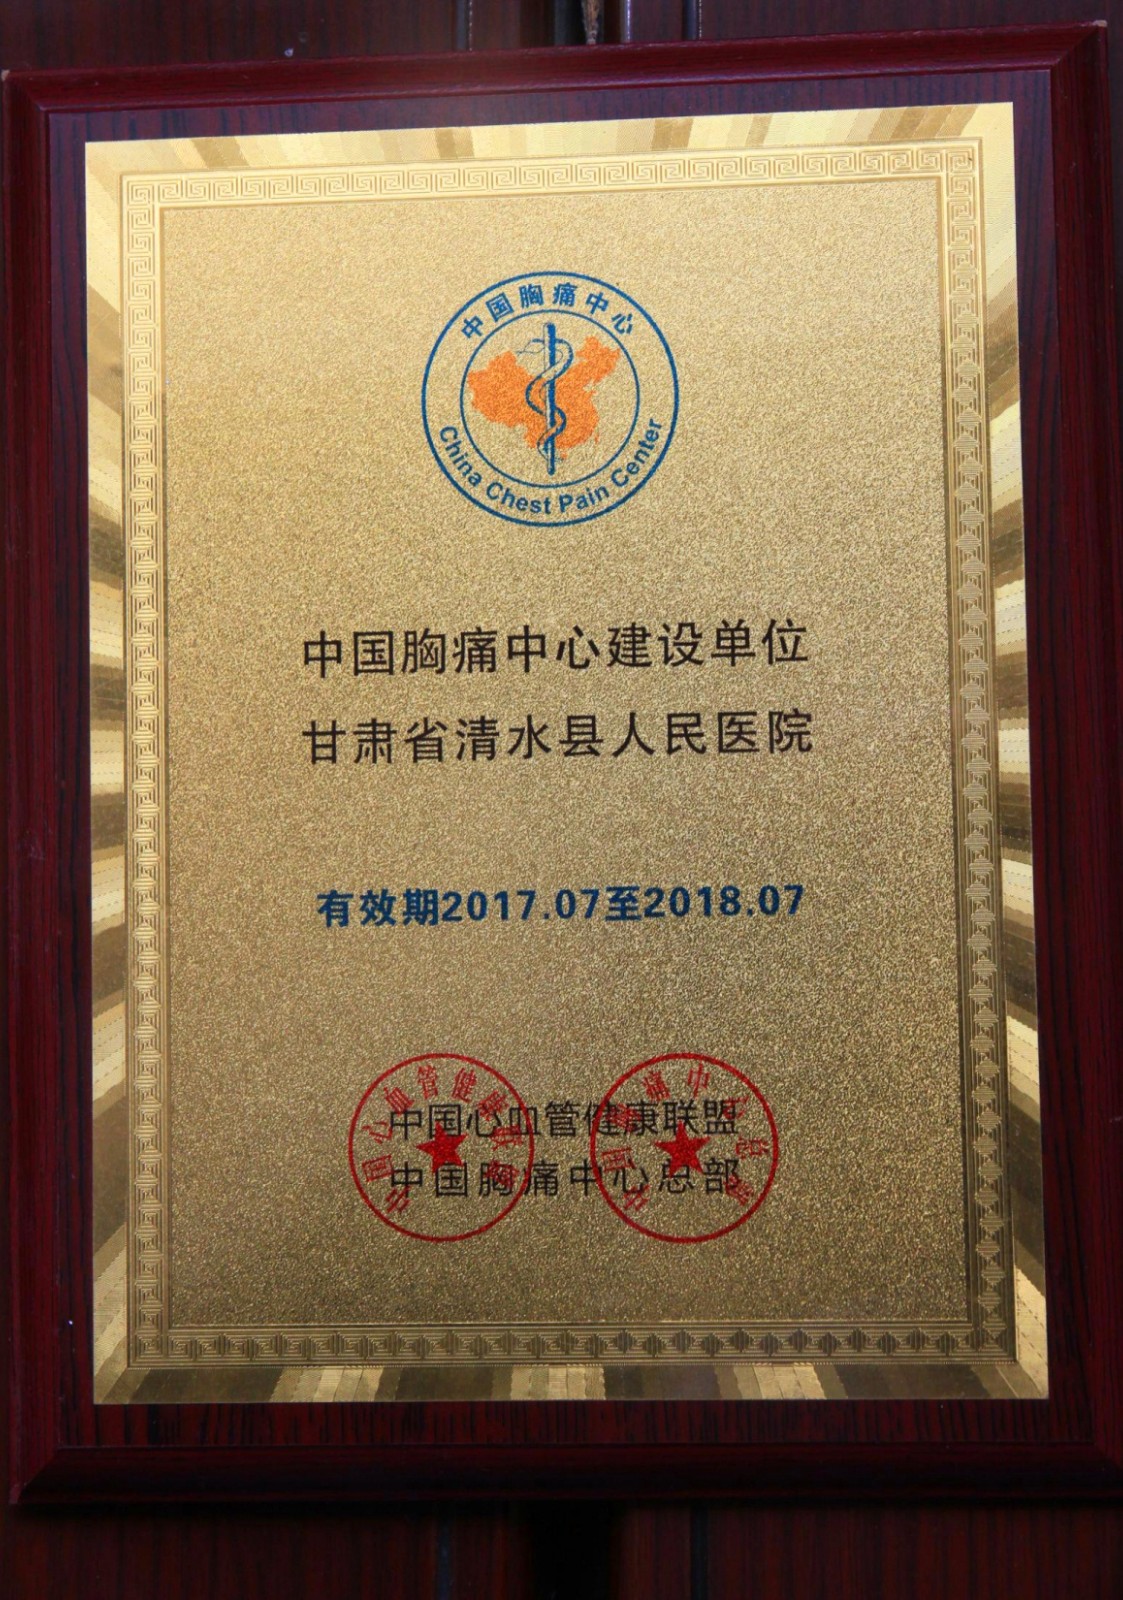 中国胸痛中心
China Chest Pain Center
中国胸痛中心建设单位
甘肃省清水县人民医院
有效期2017.07至2018.07
中国心血管健康联盟
中国胸痛中心总部